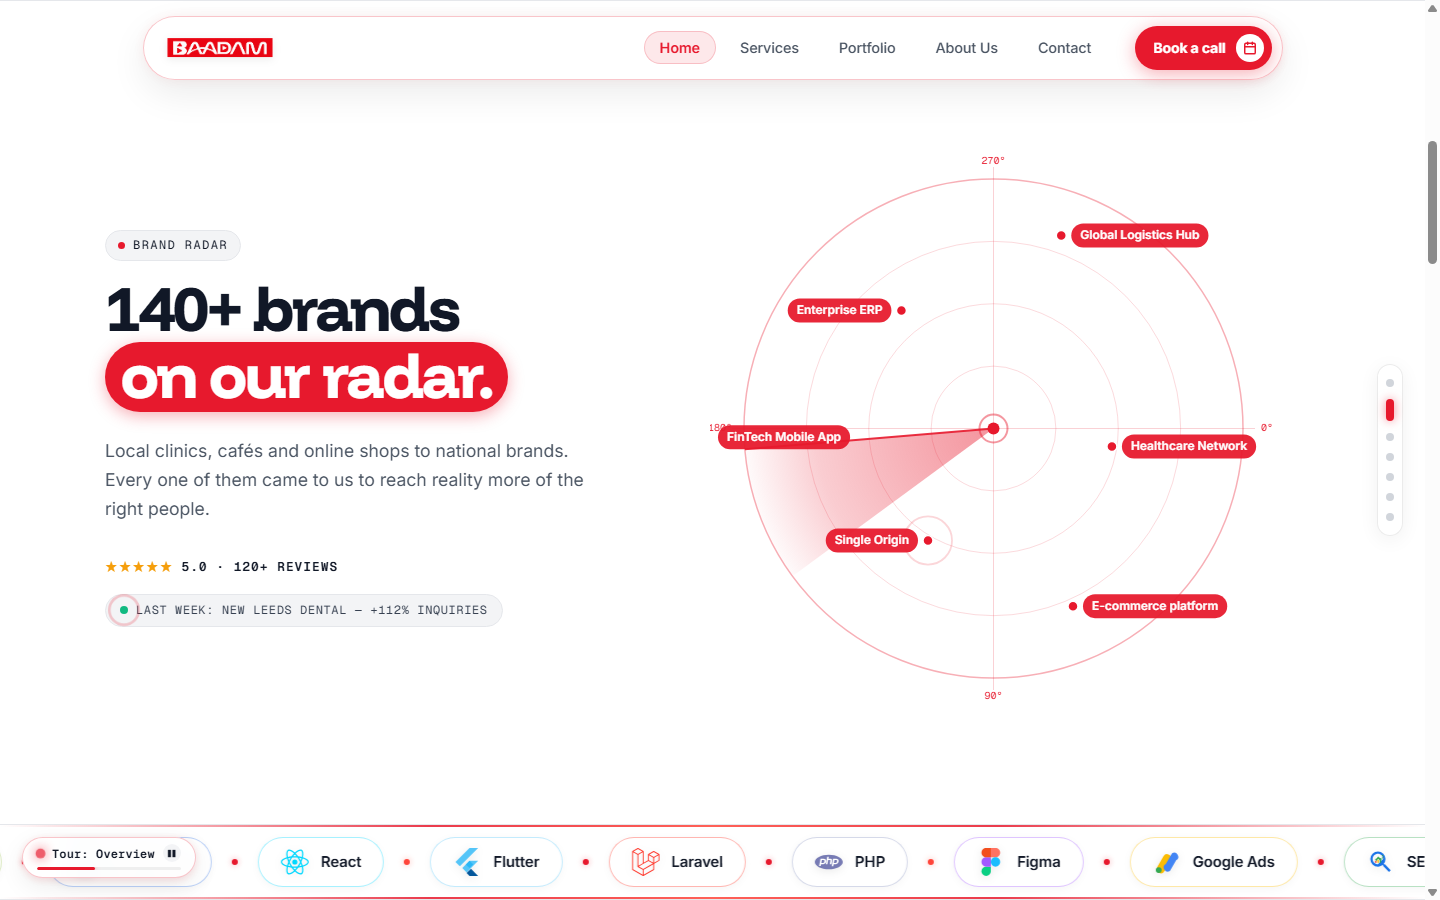 BAADAM
Home
Services
Portfolio
About Us
Contact
Book a call
BRAND RADAR
140+ brands
on our radar.
Local clinics, cafés and online shops to national brands.
Every one of them came to us to reach reality more of the
right people.
★★★★★ 5.0 · 120+ REVIEWS
LAST WEEK: NEW LEEDS DENTAL — +112% INQUIRIES
270°
Global Logistics Hub
Enterprise ERP
FinTech Mobile App
0°
Healthcare Network
Single Origin
E-commerce platform
90°
Tour: Overview
React
Flutter
Laravel
php PHP
Figma
Google Ads
SE